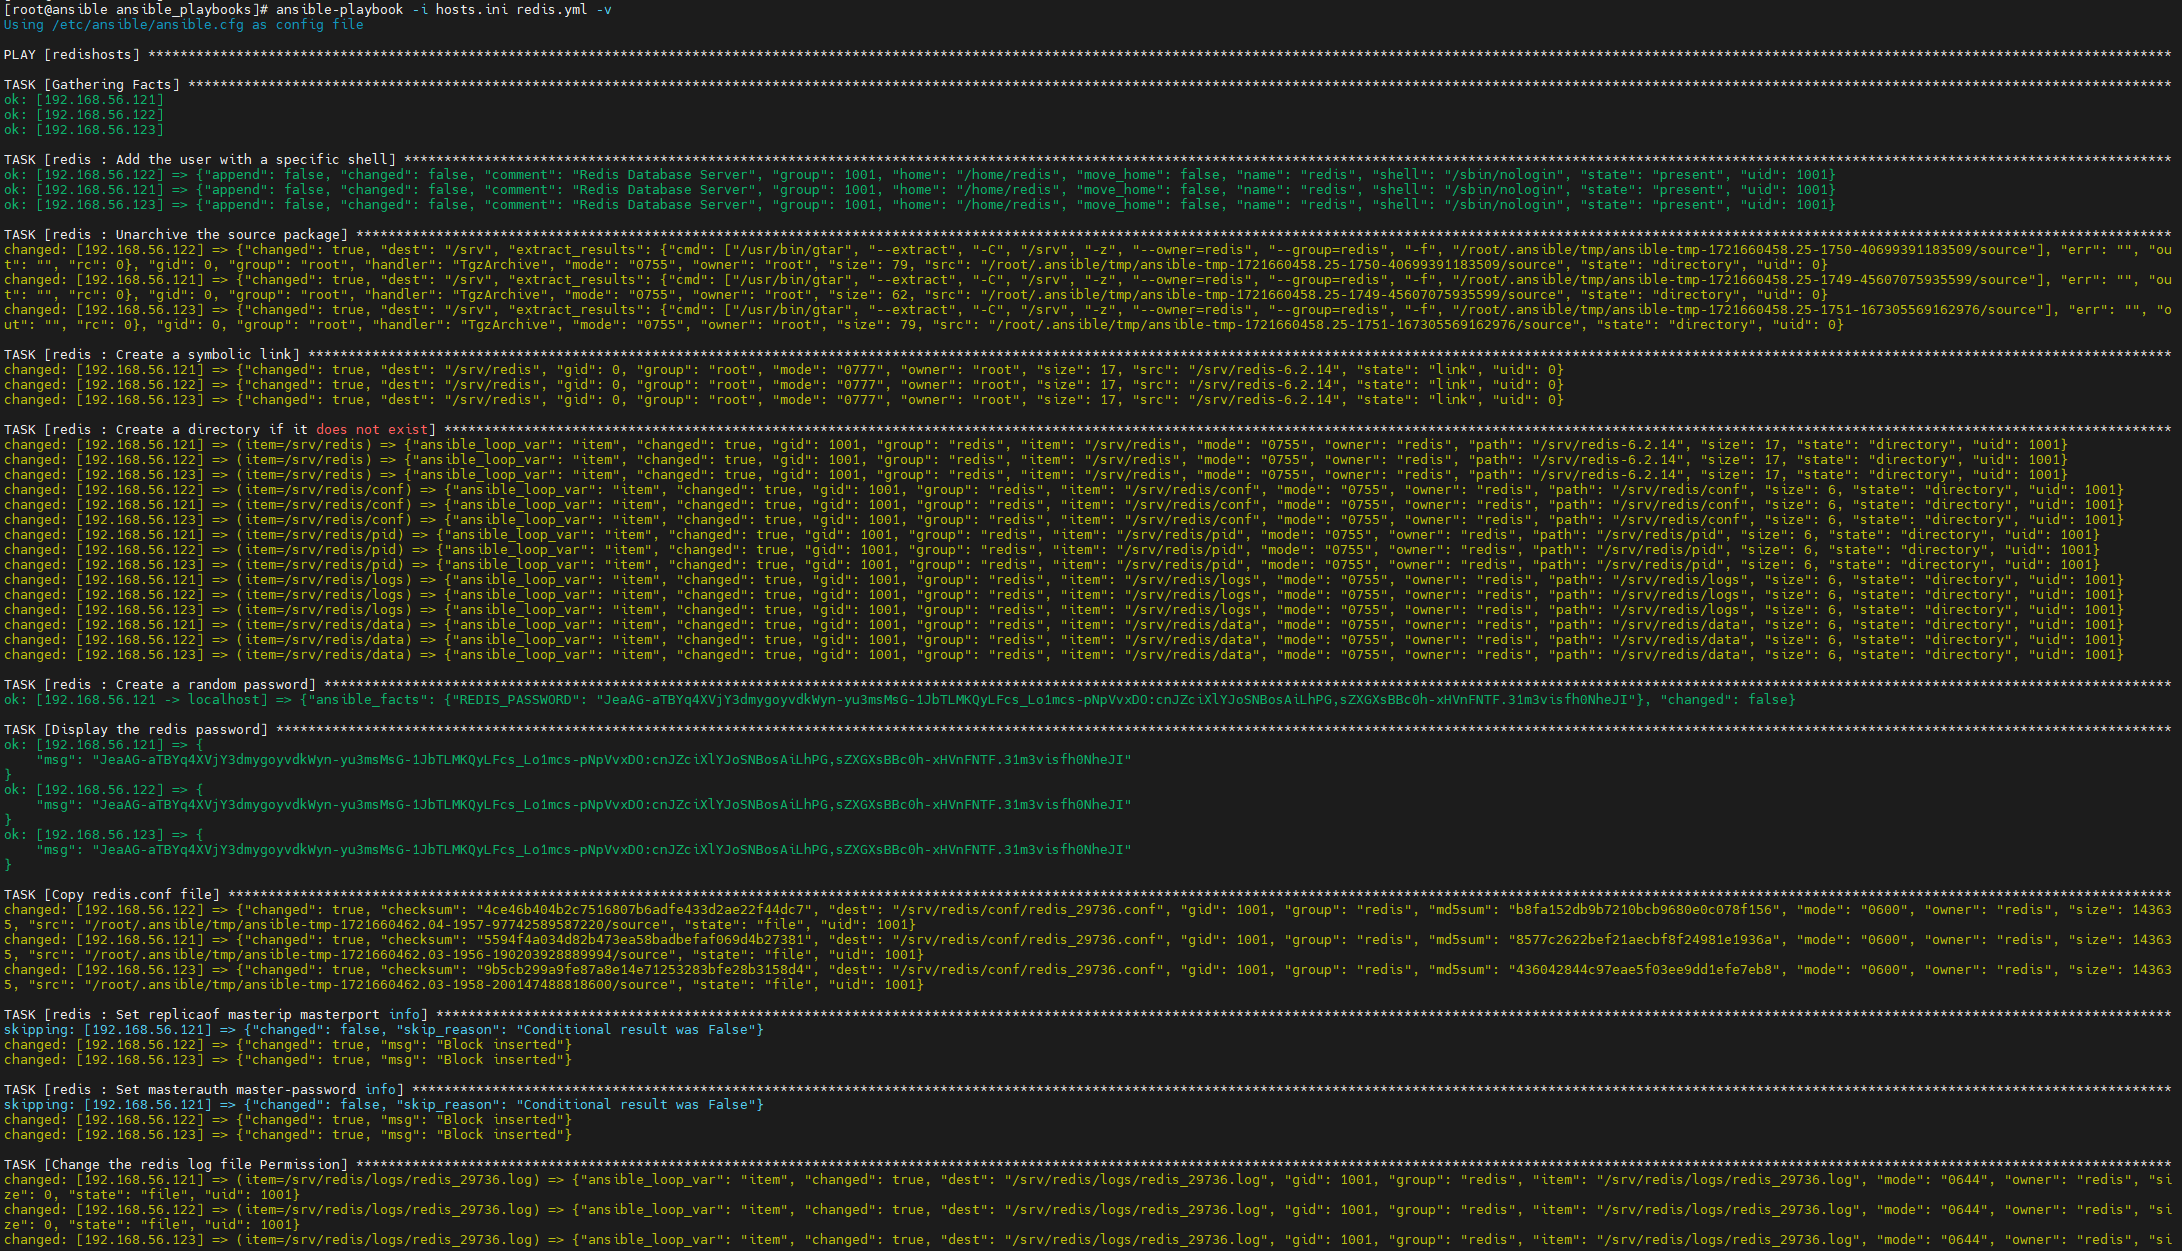 [root@ansible ansible_playbooks]# ansible-playbook -i hosts.ini redis.yml -v
Using /etc/ansible/ansible.cfg as config file
PLAY [redishosts] ****
TASK [Gathering Facts] ****
ok: [192.168.56.121]
ok: [192.168.56.122]
ok: [192.168.56.123]
TASK [redis : Add the user with a specific shell] ****
ok: [192.168.56.122] => {"append": false, "changed": false, "comment": "Redis Database Server", "group": 1001, "home": "/home/redis", "move_home": false, "name": "redis", "shell": "/sbin/nologin", "state": "present", "uid": 1001}
ok: [192.168.56.121] => {"append": false, "changed": false, "comment": "Redis Database Server", "group": 1001, "home": "/home/redis", "move_home": false, "name": "redis", "shell": "/sbin/nologin", "state": "present", "uid": 1001}
ok: [192.168.56.123] => {"append": false, "changed": false, "comment": "Redis Database Server", "group": 1001, "home": "/home/redis", "move_home": false, "name": "redis", "shell": "/sbin/nologin", "state": "present", "uid": 1001}
TASK [redis : Unarchive the source package] ****
changed: [192.168.56.122] => {"changed": true, "dest": "/srv", "extract_results": {"cmd": ["/usr/bin/gtar", "--extract", "-C", "/srv", "-z", "--owner=redis", "--group=redis", "-f", "/root/.ansible/tmp/ansible-tmp-1721660458.25-1750-40699391183509/source"], "err": "", "ou
t": "", "rc": 0}, "gid": 0, "group": "root", "handler": "TgzArchive", "mode": "0755", "owner": "root", "size": 79, "src": "/root/.ansible/tmp/ansible-tmp-1721660458.25-1750-40699391183509/source", "state": "directory", "uid": 0}
changed: [192.168.56.121] => {"changed": true, "dest": "/srv", "extract_results": {"cmd": ["/usr/bin/gtar", "--extract", "-C", "/srv", "-z", "--owner=redis", "--group=redis", "-f", "/root/.ansible/tmp/ansible-tmp-1721660458.25-1749-45607075935599/source"], "err": "", "ou
t": "", "rc": 0}, "gid": 0, "group": "root", "handler": "TgzArchive", "mode": "0755", "owner": "root", "size": 62, "src": "/root/.ansible/tmp/ansible-tmp-1721660458.25-1749-45607075935599/source", "state": "directory", "uid": 0}
changed: [192.168.56.123] => {"changed": true, "dest": "/srv", "extract_results": {"cmd": ["/usr/bin/gtar", "--extract", "-C", "/srv", "-z", "--owner=redis", "--group=redis", "-f", "/root/.ansible/tmp/ansible-tmp-1721660458.25-1751-167305569162976/source"], "err": "", "o
ut": "", "rc": 0}, "gid": 0, "group": "root", "handler": "TgzArchive", "mode": "0755", "owner": "root", "size": 79, "src": "/root/.ansible/tmp/ansible-tmp-1721660458.25-1751-167305569162976/source", "state": "directory", "uid": 0}
TASK [redis : Create a symbolic link] ****
changed: [192.168.56.121] => {"changed": true, "dest": "/srv/redis", "gid": 0, "group": "root", "mode": "0777", "owner": "root", "size": 17, "src": "/srv/redis-6.2.14", "state": "link", "uid": 0}
changed: [192.168.56.122] => {"changed": true, "dest": "/srv/redis", "gid": 0, "group": "root", "mode": "0777", "owner": "root", "size": 17, "src": "/srv/redis-6.2.14", "state": "link", "uid": 0}
changed: [192.168.56.123] => {"changed": true, "dest": "/srv/redis", "gid": 0, "group": "root", "mode": "0777", "owner": "root", "size": 17, "src": "/srv/redis-6.2.14", "state": "link", "uid": 0}
TASK [redis : Create a directory if it does not exist] ****
changed: [192.168.56.121] => (item=/srv/redis) => {"ansible_loop_var": "item", "changed": true, "gid": 1001, "group": "redis", "item": "/srv/redis", "mode": "0755", "owner": "redis", "path": "/srv/redis-6.2.14", "size": 17, "state": "directory", "uid": 1001}
changed: [192.168.56.122] => (item=/srv/redis) => {"ansible_loop_var": "item", "changed": true, "gid": 1001, "group": "redis", "item": "/srv/redis", "mode": "0755", "owner": "redis", "path": "/srv/redis-6.2.14", "size": 17, "state": "directory", "uid": 1001}
changed: [192.168.56.123] => (item=/srv/redis) => {"ansible_loop_var": "item", "changed": true, "gid": 1001, "group": "redis", "item": "/srv/redis", "mode": "0755", "owner": "redis", "path": "/srv/redis-6.2.14", "size": 17, "state": "directory", "uid": 1001}
changed: [192.168.56.122] => (item=/srv/redis/conf) => {"ansible_loop_var": "item", "changed": true, "gid": 1001, "group": "redis", "item": "/srv/redis/conf", "mode": "0755", "owner": "redis", "path": "/srv/redis/conf", "size": 6, "state": "directory", "uid": 1001}
changed: [192.168.56.121] => (item=/srv/redis/conf) => {"ansible_loop_var": "item", "changed": true, "gid": 1001, "group": "redis", "item": "/srv/redis/conf", "mode": "0755", "owner": "redis", "path": "/srv/redis/conf", "size": 6, "state": "directory", "uid": 1001}
changed: [192.168.56.123] => (item=/srv/redis/conf) => {"ansible_loop_var": "item", "changed": true, "gid": 1001, "group": "redis", "item": "/srv/redis/conf", "mode": "0755", "owner": "redis", "path": "/srv/redis/conf", "size": 6, "state": "directory", "uid": 1001}
changed: [192.168.56.121] => (item=/srv/redis/pid) => {"ansible_loop_var": "item", "changed": true, "gid": 1001, "group": "redis", "item": "/srv/redis/pid", "mode": "0755", "owner": "redis", "path": "/srv/redis/pid", "size": 6, "state": "directory", "uid": 1001}
changed: [192.168.56.122] => (item=/srv/redis/pid) => {"ansible_loop_var": "item", "changed": true, "gid": 1001, "group": "redis", "item": "/srv/redis/pid", "mode": "0755", "owner": "redis", "path": "/srv/redis/pid", "size": 6, "state": "directory", "uid": 1001}
changed: [192.168.56.123] => (item=/srv/redis/pid) => {"ansible_loop_var": "item", "changed": true, "gid": 1001, "group": "redis", "item": "/srv/redis/pid", "mode": "0755", "owner": "redis", "path": "/srv/redis/pid", "size": 6, "state": "directory", "uid": 1001}
changed: [192.168.56.121] => (item=/srv/redis/logs) => {"ansible_loop_var": "item", "changed": true, "gid": 1001, "group": "redis", "item": "/srv/redis/logs", "mode": "0755", "owner": "redis", "path": "/srv/redis/logs", "size": 6, "state": "directory", "uid": 1001}
changed: [192.168.56.122] => (item=/srv/redis/logs) => {"ansible_loop_var": "item", "changed": true, "gid": 1001, "group": "redis", "item": "/srv/redis/logs", "mode": "0755", "owner": "redis", "path": "/srv/redis/logs", "size": 6, "state": "directory", "uid": 1001}
changed: [192.168.56.123] => (item=/srv/redis/logs) => {"ansible_loop_var": "item", "changed": true, "gid": 1001, "group": "redis", "item": "/srv/redis/logs", "mode": "0755", "owner": "redis", "path": "/srv/redis/logs", "size": 6, "state": "directory", "uid": 1001}
changed: [192.168.56.121] => (item=/srv/redis/data) => {"ansible_loop_var": "item", "changed": true, "gid": 1001, "group": "redis", "item": "/srv/redis/data", "mode": "0755", "owner": "redis", "path": "/srv/redis/data", "size": 6, "state": "directory", "uid": 1001}
changed: [192.168.56.122] => (item=/srv/redis/data) => {"ansible_loop_var": "item", "changed": true, "gid": 1001, "group": "redis", "item": "/srv/redis/data", "mode": "0755", "owner": "redis", "path": "/srv/redis/data", "size": 6, "state": "directory", "uid": 1001}
changed: [192.168.56.123] => (item=/srv/redis/data) => {"ansible_loop_var": "item", "changed": true, "gid": 1001, "group": "redis", "item": "/srv/redis/data", "mode": "0755", "owner": "redis", "path": "/srv/redis/data", "size": 6, "state": "directory", "uid": 1001}
TASK [redis : Create a random password] ****
ok: [192.168.56.121 -> localhost] => {"ansible_facts": {"REDIS_PASSWORD": "JeaAG-aTBYq4XVjY3dmygoyvdkWyn-yu3msMsG-1JbTLMKQyLFcs_Lo1mcs-pNpVvxDO:cnJZciXlYJoSNBosAiLhPG,sZXGXsBBc0h-xHVnFNTF.31m3visfh0NheJI"}, "changed": false}
TASK [Display the redis password] ****
ok: [192.168.56.121] => {
"msg": "JeaAG-aTBYq4XVjY3dmygoyvdkWyn-yu3msMsG-1JbTLMKQyLFcs_Lo1mcs-pNpVvxDO:cnJZciXlYJoSNBosAiLhPG,sZXGXsBBc0h-xHVnFNTF.31m3visfh0NheJI"
}
ok: [192.168.56.122] => {
"msg": "JeaAG-aTBYq4XVjY3dmygoyvdkWyn-yu3msMsG-1JbTLMKQyLFcs_Lo1mcs-pNpVvxDO:cnJZciXlYJoSNBosAiLhPG,sZXGXsBBc0h-xHVnFNTF.31m3visfh0NheJI"
}
ok: [192.168.56.123] => {
"msg": "JeaAG-aTBYq4XVjY3dmygoyvdkWyn-yu3msMsG-1JbTLMKQyLFcs_Lo1mcs-pNpVvxDO:cnJZciXlYJoSNBosAiLhPG,sZXGXsBBc0h-xHVnFNTF.31m3visfh0NheJI"
}
TASK [Copy redis.conf file] ****
changed: [192.168.56.122] => {"changed": true, "checksum": "4ce46b404b2c7516807b6adfe433d2ae22f44dc7", "dest": "/srv/redis/conf/redis_29736.conf", "gid": 1001, "group": "redis", "md5sum": "b8fa152db9b7210bcb9680e0c078f156", "mode": "0600", "owner": "redis", "size": 14363
5, "src": "/root/.ansible/tmp/ansible-tmp-1721660462.04-1957-97742589587220/source", "state": "file", "uid": 1001}
changed: [192.168.56.121] => {"changed": true, "checksum": "5594f4a034d82b473ea58badbefaf069d4b27381", "dest": "/srv/redis/conf/redis_29736.conf", "gid": 1001, "group": "redis", "md5sum": "8577c2622bef21aecbf8f24981e1936a", "mode": "0600", "owner": "redis", "size": 14363
5, "src": "/root/.ansible/tmp/ansible-tmp-1721660462.03-1956-190203928889994/source", "state": "file", "uid": 1001}
changed: [192.168.56.123] => {"changed": true, "checksum": "9b5cb299a9fe87a8e14e71253283bfe28b3158d4", "dest": "/srv/redis/conf/redis_29736.conf", "gid": 1001, "group": "redis", "md5sum": "436042844c97eae5f03ee9dd1efe7eb8", "mode": "0600", "owner": "redis", "size": 14363
5, "src": "/root/.ansible/tmp/ansible-tmp-1721660462.03-1958-200147488818600/source", "state": "file", "uid": 1001}
TASK [redis : Set replicaof masterip masterport info] ****
skipping: [192.168.56.121] => {"changed": false, "skip_reason": "Conditional result was False"}
changed: [192.168.56.122] => {"changed": true, "msg": "Block inserted"}
changed: [192.168.56.123] => {"changed": true, "msg": "Block inserted"}
TASK [redis : Set masterauth master-password info] ****
skipping: [192.168.56.121] => {"changed": false, "skip_reason": "Conditional result was False"}
changed: [192.168.56.122] => {"changed": true, "msg": "Block inserted"}
changed: [192.168.56.123] => {"changed": true, "msg": "Block inserted"}
TASK [Change the redis log file Permission] ****
changed: [192.168.56.121] => (item=/srv/redis/logs/redis_29736.log) => {"ansible_loop_var": "item", "changed": true, "dest": "/srv/redis/logs/redis_29736.log", "gid": 1001, "group": "redis", "item": "/srv/redis/logs/redis_29736.log", "mode": "0644", "owner": "redis", "si
ze": 0, "state": "file", "uid": 1001}
changed: [192.168.56.122] => (item=/srv/redis/logs/redis_29736.log) => {"ansible_loop_var": "item", "changed": true, "dest": "/srv/redis/logs/redis_29736.log", "gid": 1001, "group": "redis", "item": "/srv/redis/logs/redis_29736.log", "mode": "0644", "owner": "redis", "si
ze": 0, "state": "file", "uid": 1001}
changed: [192.168.56.123] => (item=/srv/redis/logs/redis_29736.log) => {"ansible_loop_var": "item", "changed": true, "dest": "/srv/redis/logs/redis_29736.log", "gid": 1001, "group": "redis", "item": "/srv/redis/logs/redis_29736.log", "mode": "0644", "owner": "redis", "si